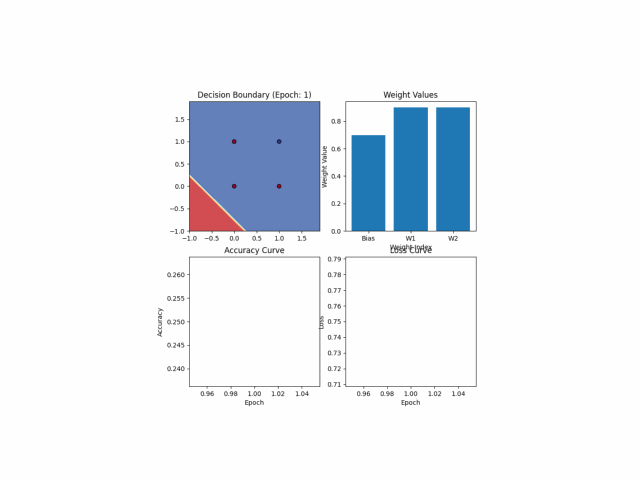 Decision Boundary (Epoch: 1)
1.5
1.0
0.5
0.0
−0.5
−1.0
−1.0 −0.5 0.0 0.5 1.0 1.5
Weight Values
Weight Value
0.8
0.6
0.4
0.2
0.0
Bias W1 W2
Weight Index
Accuracy Curve
Accuracy
0.260
0.255
0.250
0.245
0.240
0.96 0.98 1.00 1.02 1.04
Epoch
Loss Curve
Loss
0.79
0.78
0.77
0.76
0.75
0.74
0.73
0.72
0.71
0.96 0.98 1.00 1.02 1.04
Epoch